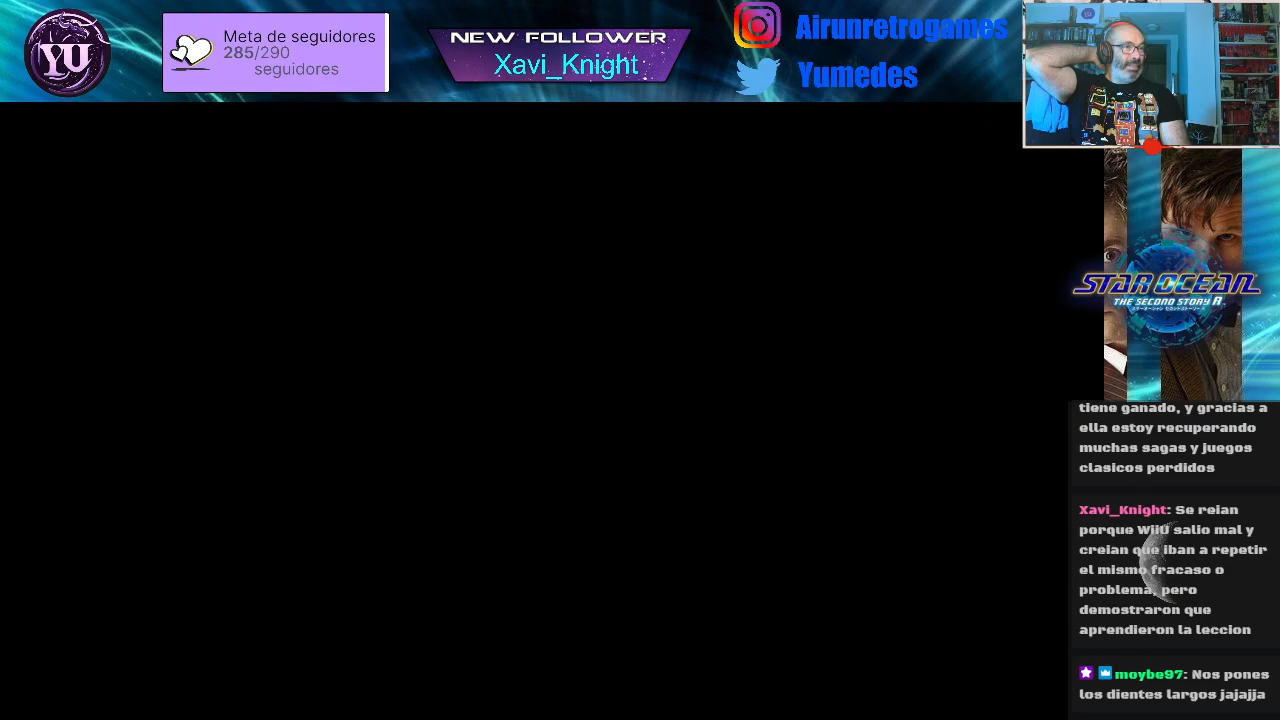 YU
Meta de seguidores
285/290
seguidores
NEW FOLLOWER
Xavi_Knight
Airunretrogames
Yumedes
STAR OCEAN
THE SECOND STORY R
tiene ganado, y gracias a
ella estoy recuperando
muchas sagas y juegos
clasicos perdidos
Xavi_Knight: Se reian
porque WiiU salio mal y
creian que iban a repetir
el mismo fracaso o
problema, pero
demostraron que
aprendieron la leccion
moybe97: Nos pones
los dientes largos jajajja